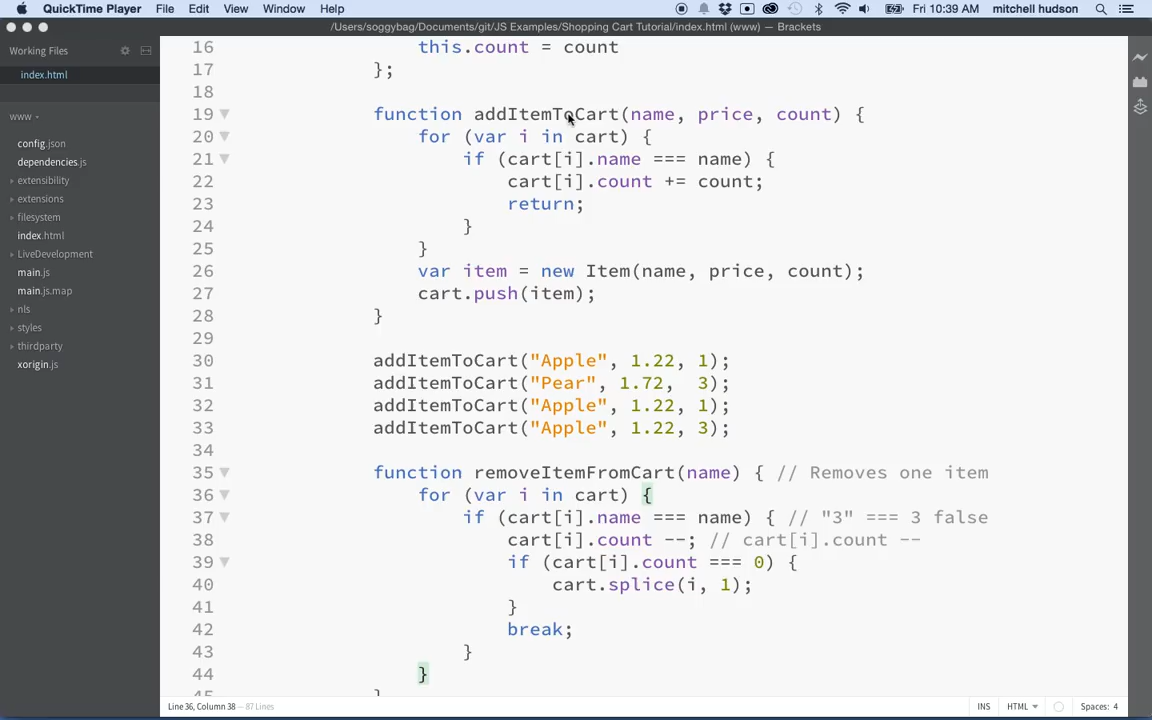 QuickTime Player File Edit View Window Help Fri 10:39 AM mitchell hudson
/Users/soggybag/Documents/git/JS Examples/Shopping Cart Tutorial/index.html (www) — Brackets
Working Files
index.html
www
config.json
dependencies.js
extensibility
extensions
filesystem
index.html
LiveDevelopment
main.js
main.js.map
nls
styles
thirdparty
xorigin.js
16 this.count = count
17 };
18
19 function addItemToCart(name, price, count) {
20 for (var i in cart) {
21 if (cart[i].name === name) {
22 cart[i].count += count;
23 return;
24 }
25 }
26 var item = new Item(name, price, count);
27 cart.push(item);
28 }
29
30 addItemToCart("Apple", 1.22, 1);
31 addItemToCart("Pear", 1.72,  3);
32 addItemToCart("Apple", 1.22, 1);
33 addItemToCart("Apple", 1.22, 3);
34
35 function removeItemFromCart(name) { // Removes one item
36 for (var i in cart) {
37 if (cart[i].name === name) { // "3" === 3 false
38 cart[i].count --; // cart[i].count --
39 if (cart[i].count === 0) {
40 cart.splice(i, 1);
41 }
42 break;
43 }
44 }
45 }
Line 36, Column 38 — 87 Lines INS HTML Spaces: 4